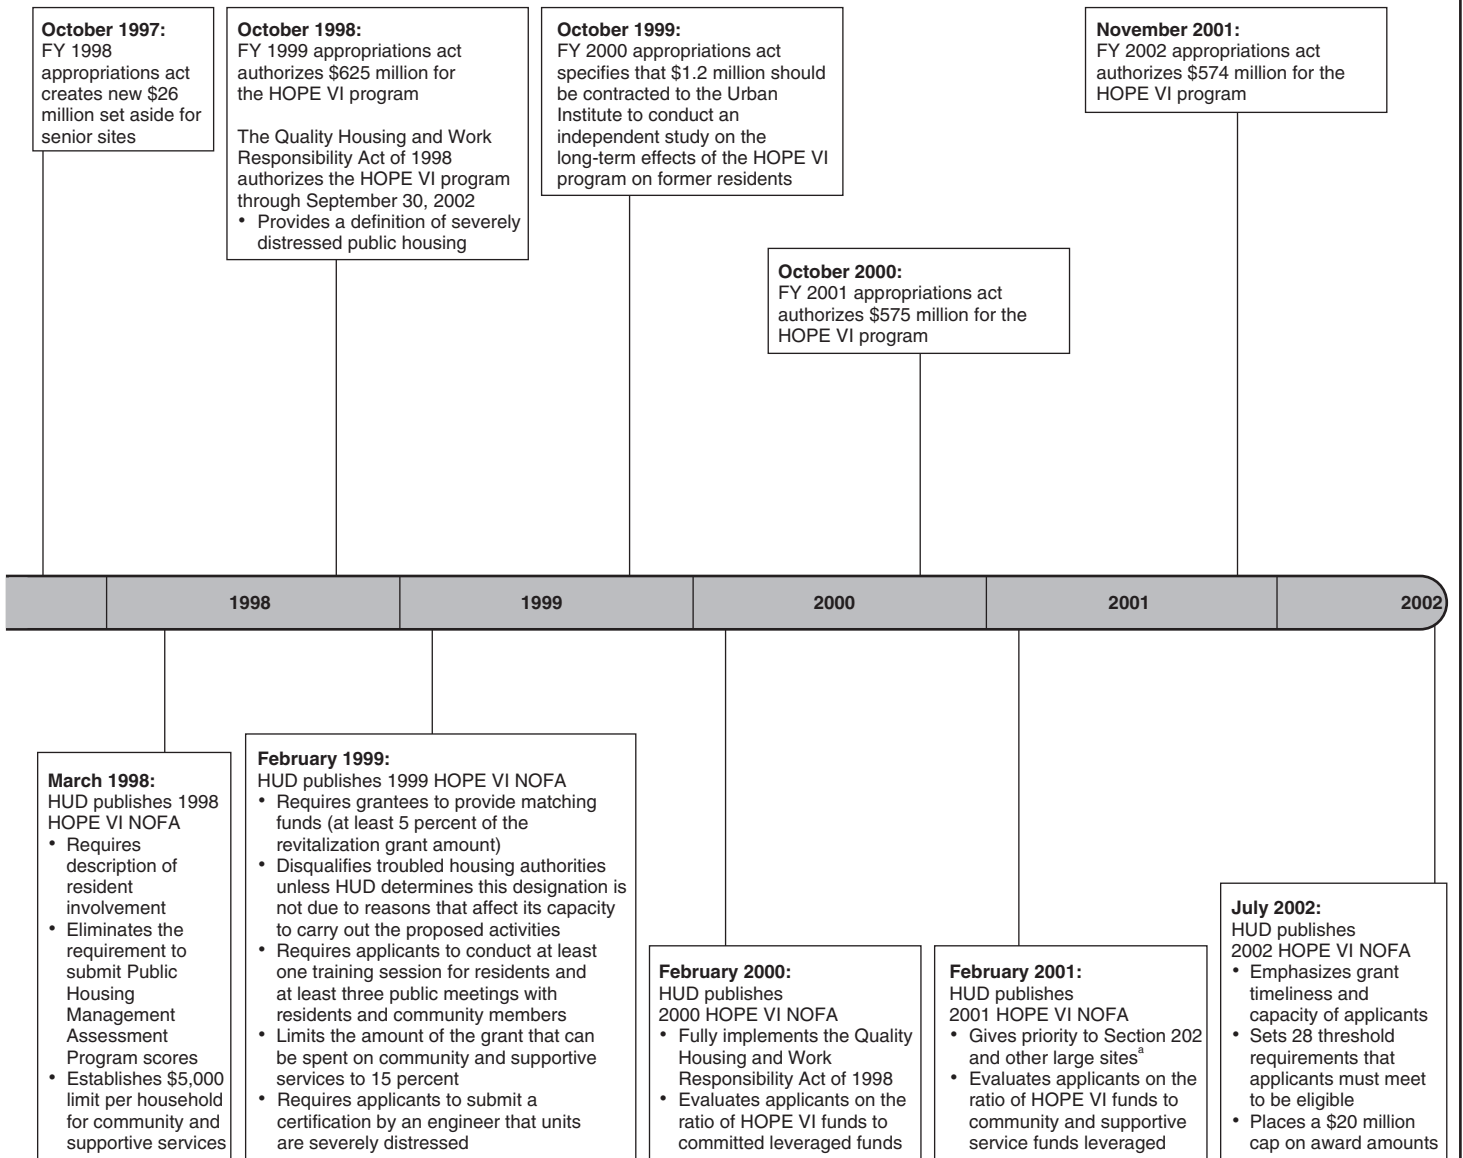 October 1997:
FY 1998
appropriations act
creates new $26
million set aside for
senior sites
October 1998:
FY 1999 appropriations act
authorizes $625 million for
the HOPE VI program
The Quality Housing and Work
Responsibility Act of 1998
authorizes the HOPE VI program
through September 30, 2002
• Provides a definition of severely
distressed public housing
October 1999:
FY 2000 appropriations act
specifies that $1.2 million should
be contracted to the Urban
Institute to conduct an
independent study on the
long-term effects of the HOPE VI
program on former residents
October 2000:
FY 2001 appropriations act
authorizes $575 million for the
HOPE VI program
November 2001:
FY 2002 appropriations act
authorizes $574 million for the
HOPE VI program
1998 1999 2000 2001 2002
March 1998:
HUD publishes 1998
HOPE VI NOFA
• Requires
description of
resident
involvement
• Eliminates the
requirement to
submit Public
Housing
Management
Assessment
Program scores
• Establishes $5,000
limit per household
for community and
supportive services
February 1999:
HUD publishes 1999 HOPE VI NOFA
• Requires grantees to provide matching
funds (at least 5 percent of the
revitalization grant amount)
• Disqualifies troubled housing authorities
unless HUD determines this designation is
not due to reasons that affect its capacity
to carry out the proposed activities
• Requires applicants to conduct at least
one training session for residents and
at least three public meetings with
residents and community members
• Limits the amount of the grant that can
be spent on community and supportive
services to 15 percent
• Requires applicants to submit a
certification by an engineer that units
are severely distressed
February 2000:
HUD publishes
2000 HOPE VI NOFA
• Fully implements the Quality
Housing and Work
Responsibility Act of 1998
• Evaluates applicants on the
ratio of HOPE VI funds to
committed leveraged funds
February 2001:
HUD publishes
2001 HOPE VI NOFA
• Gives priority to Section 202
and other large sites<sup>a</sup>
• Evaluates applicants on the
ratio of HOPE VI funds to
community and supportive
service funds leveraged
July 2002:
HUD publishes
2002 HOPE VI NOFA
• Emphasizes grant
timeliness and
capacity of applicants
• Sets 28 threshold
requirements that
applicants must meet
to be eligible
• Places a $20 million
cap on award amounts